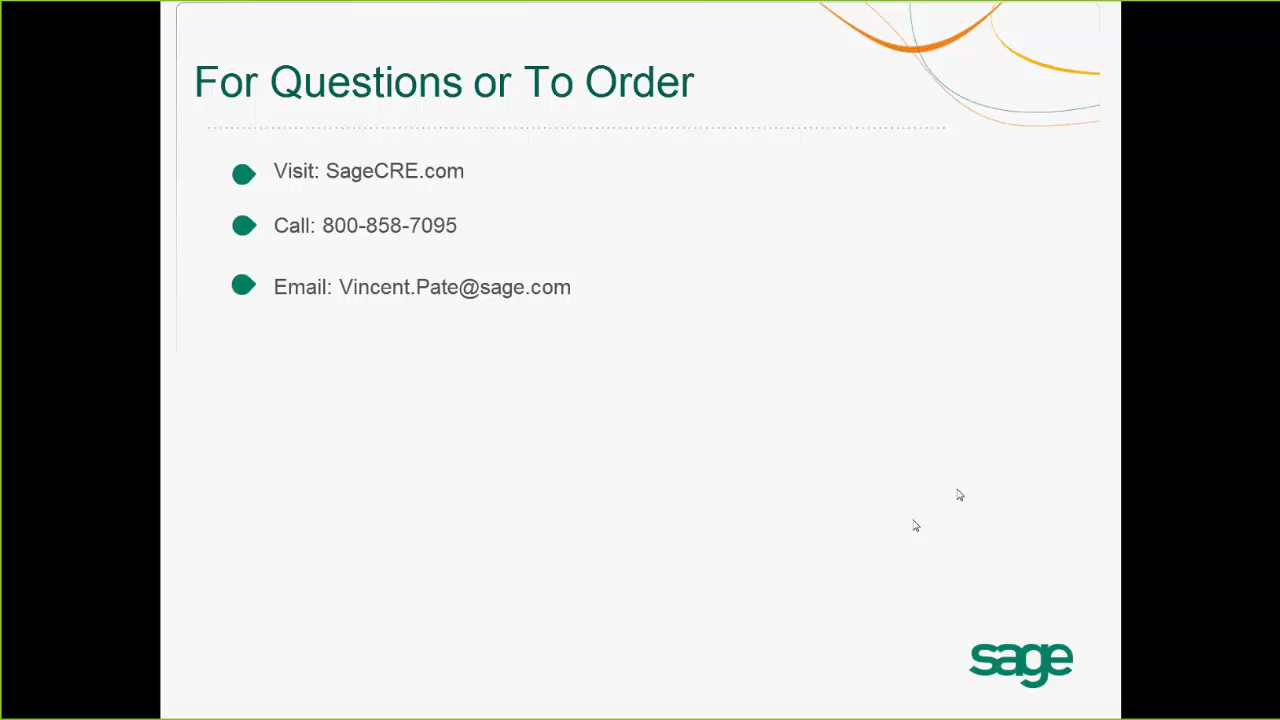 For Questions or To Order
Visit: SageCRE.com
Call: 800-858-7095
Email: Vincent.Pate@sage.com
sage